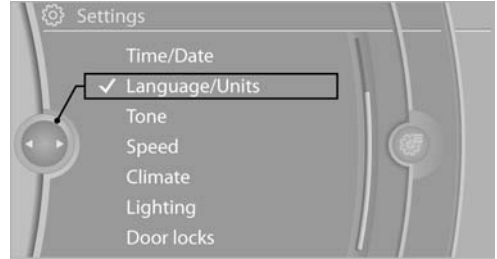 Settings
Time/Date
Language/Units
Tone
Speed
Climate
Lighting
Door locks